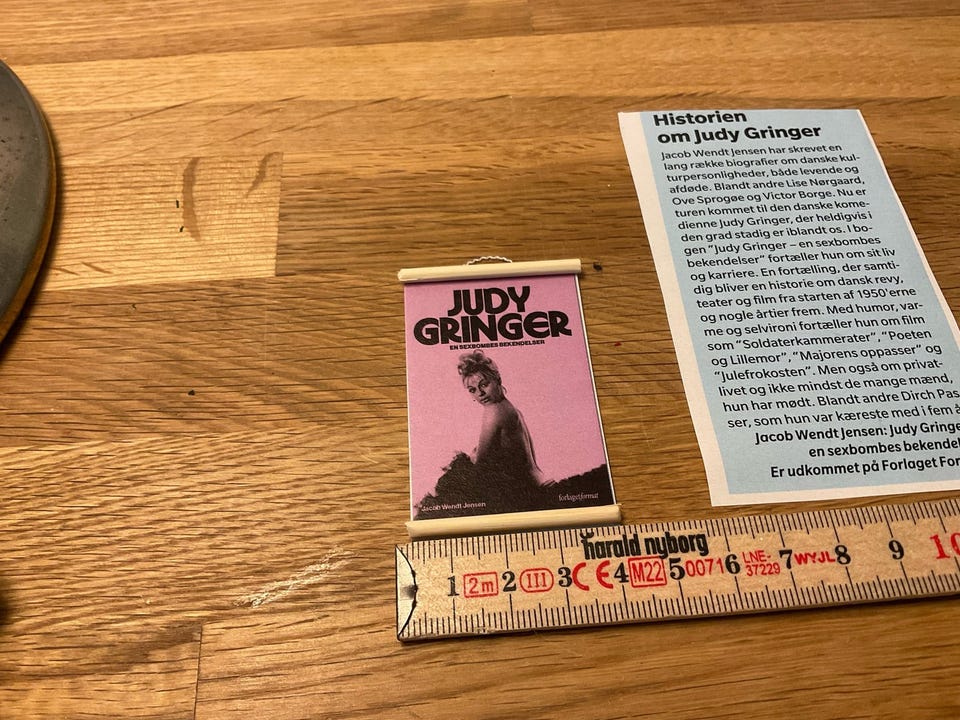 JUDY
GRINGER
EN SEXBOMBES BEKENDELSER
Jacob Wendt Jensen
forlagetformat
Historien
om Judy Gringer
Jacob Wendt Jensen har skrevet en
lang række biografier om danske kul-
turpersonligheder, både levende og
afdøde. Blandt andre Lise Nørgaard,
Ove Sprogøe og Victor Borge. Nu er
turen kommet til den danske kome-
dienne Judy Gringer, der heldigvis i
den grad stadig er iblandt os. I bo-
gen "Judy Gringer – en sexbombes
bekendelser" fortæller hun om sit liv
og karriere. En fortælling, der samti-
dig bliver en historie om dansk revy,
teater og film fra starten af 1950'erne
og nogle årtier frem. Med humor, var-
me og selvironi fortæller hun om film
som "Soldaterkammerater", "Poeten
og Lillemor", "Majorens oppasser" og
"Julefrokosten". Men også om privat-
livet og ikke mindst de mange mænd,
hun har mødt. Blandt andre Dirch Pas-
ser, som hun var kæreste med i fem å
Jacob Wendt Jensen: Judy Gringe
en sexbombes bekendel
Er udkommet på Forlaget For
harald nyborg
1 2m 2 III 3 CE 4 M22 5 0071 6 LNE-37229 7 WYJL 8 9 10